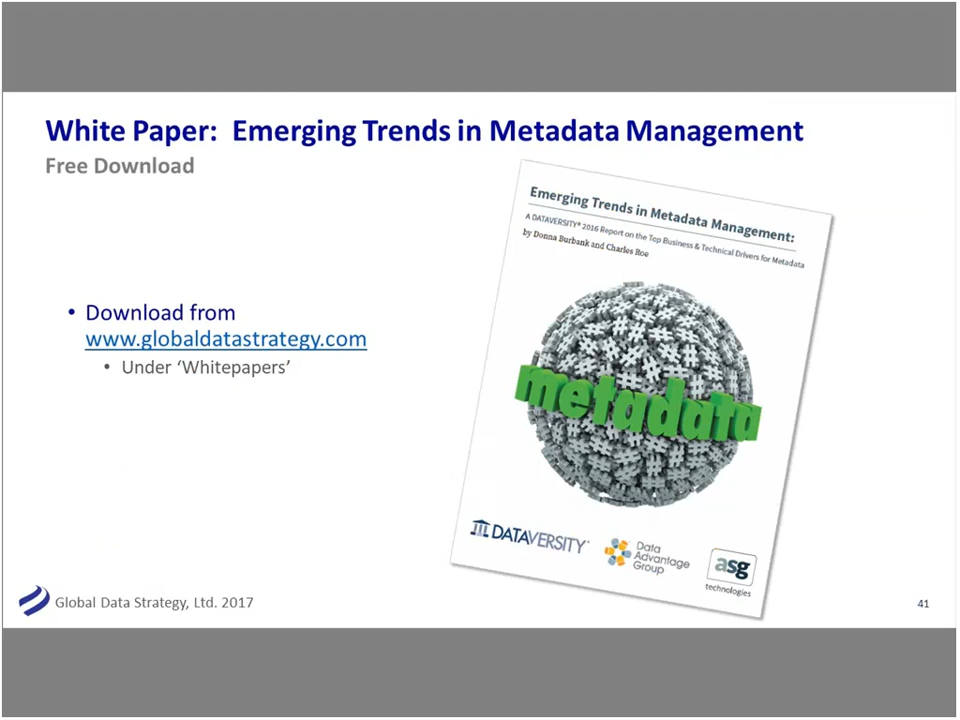 White Paper: Emerging Trends in Metadata Management
Free Download
• Download from
www.globaldatastrategy.com
• Under ‘Whitepapers’
Emerging Trends in Metadata Management:
A DATAVERSITY® 2016 Report on the Top Business & Technical Drivers for Metadata
by Donna Burbank and Charles Roe
metadata
DATAVERSITY
Data
Advantage
Group
asg
technologies
Global Data Strategy, Ltd. 2017
41